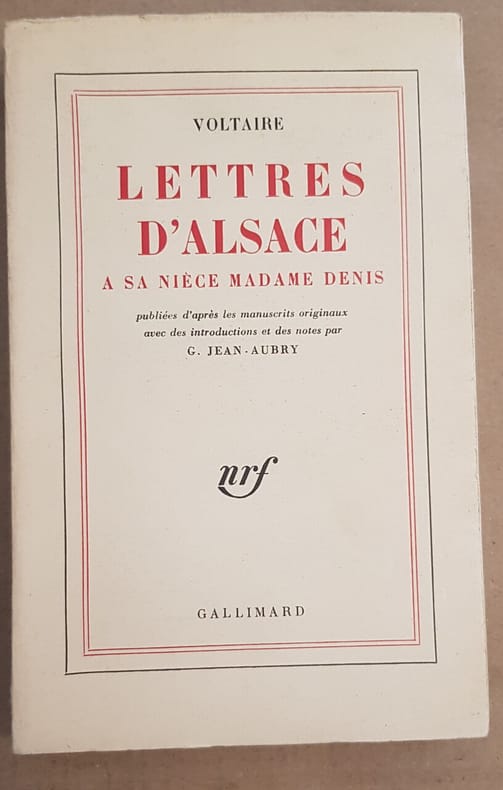 VOLTAIRE
LETTRES
D'ALSACE
A SA NIÈCE MADAME DENIS
publiées d'après les manuscrits originaux
avec des introductions et des notes par
G. JEAN-AUBRY
nrf
GALLIMARD